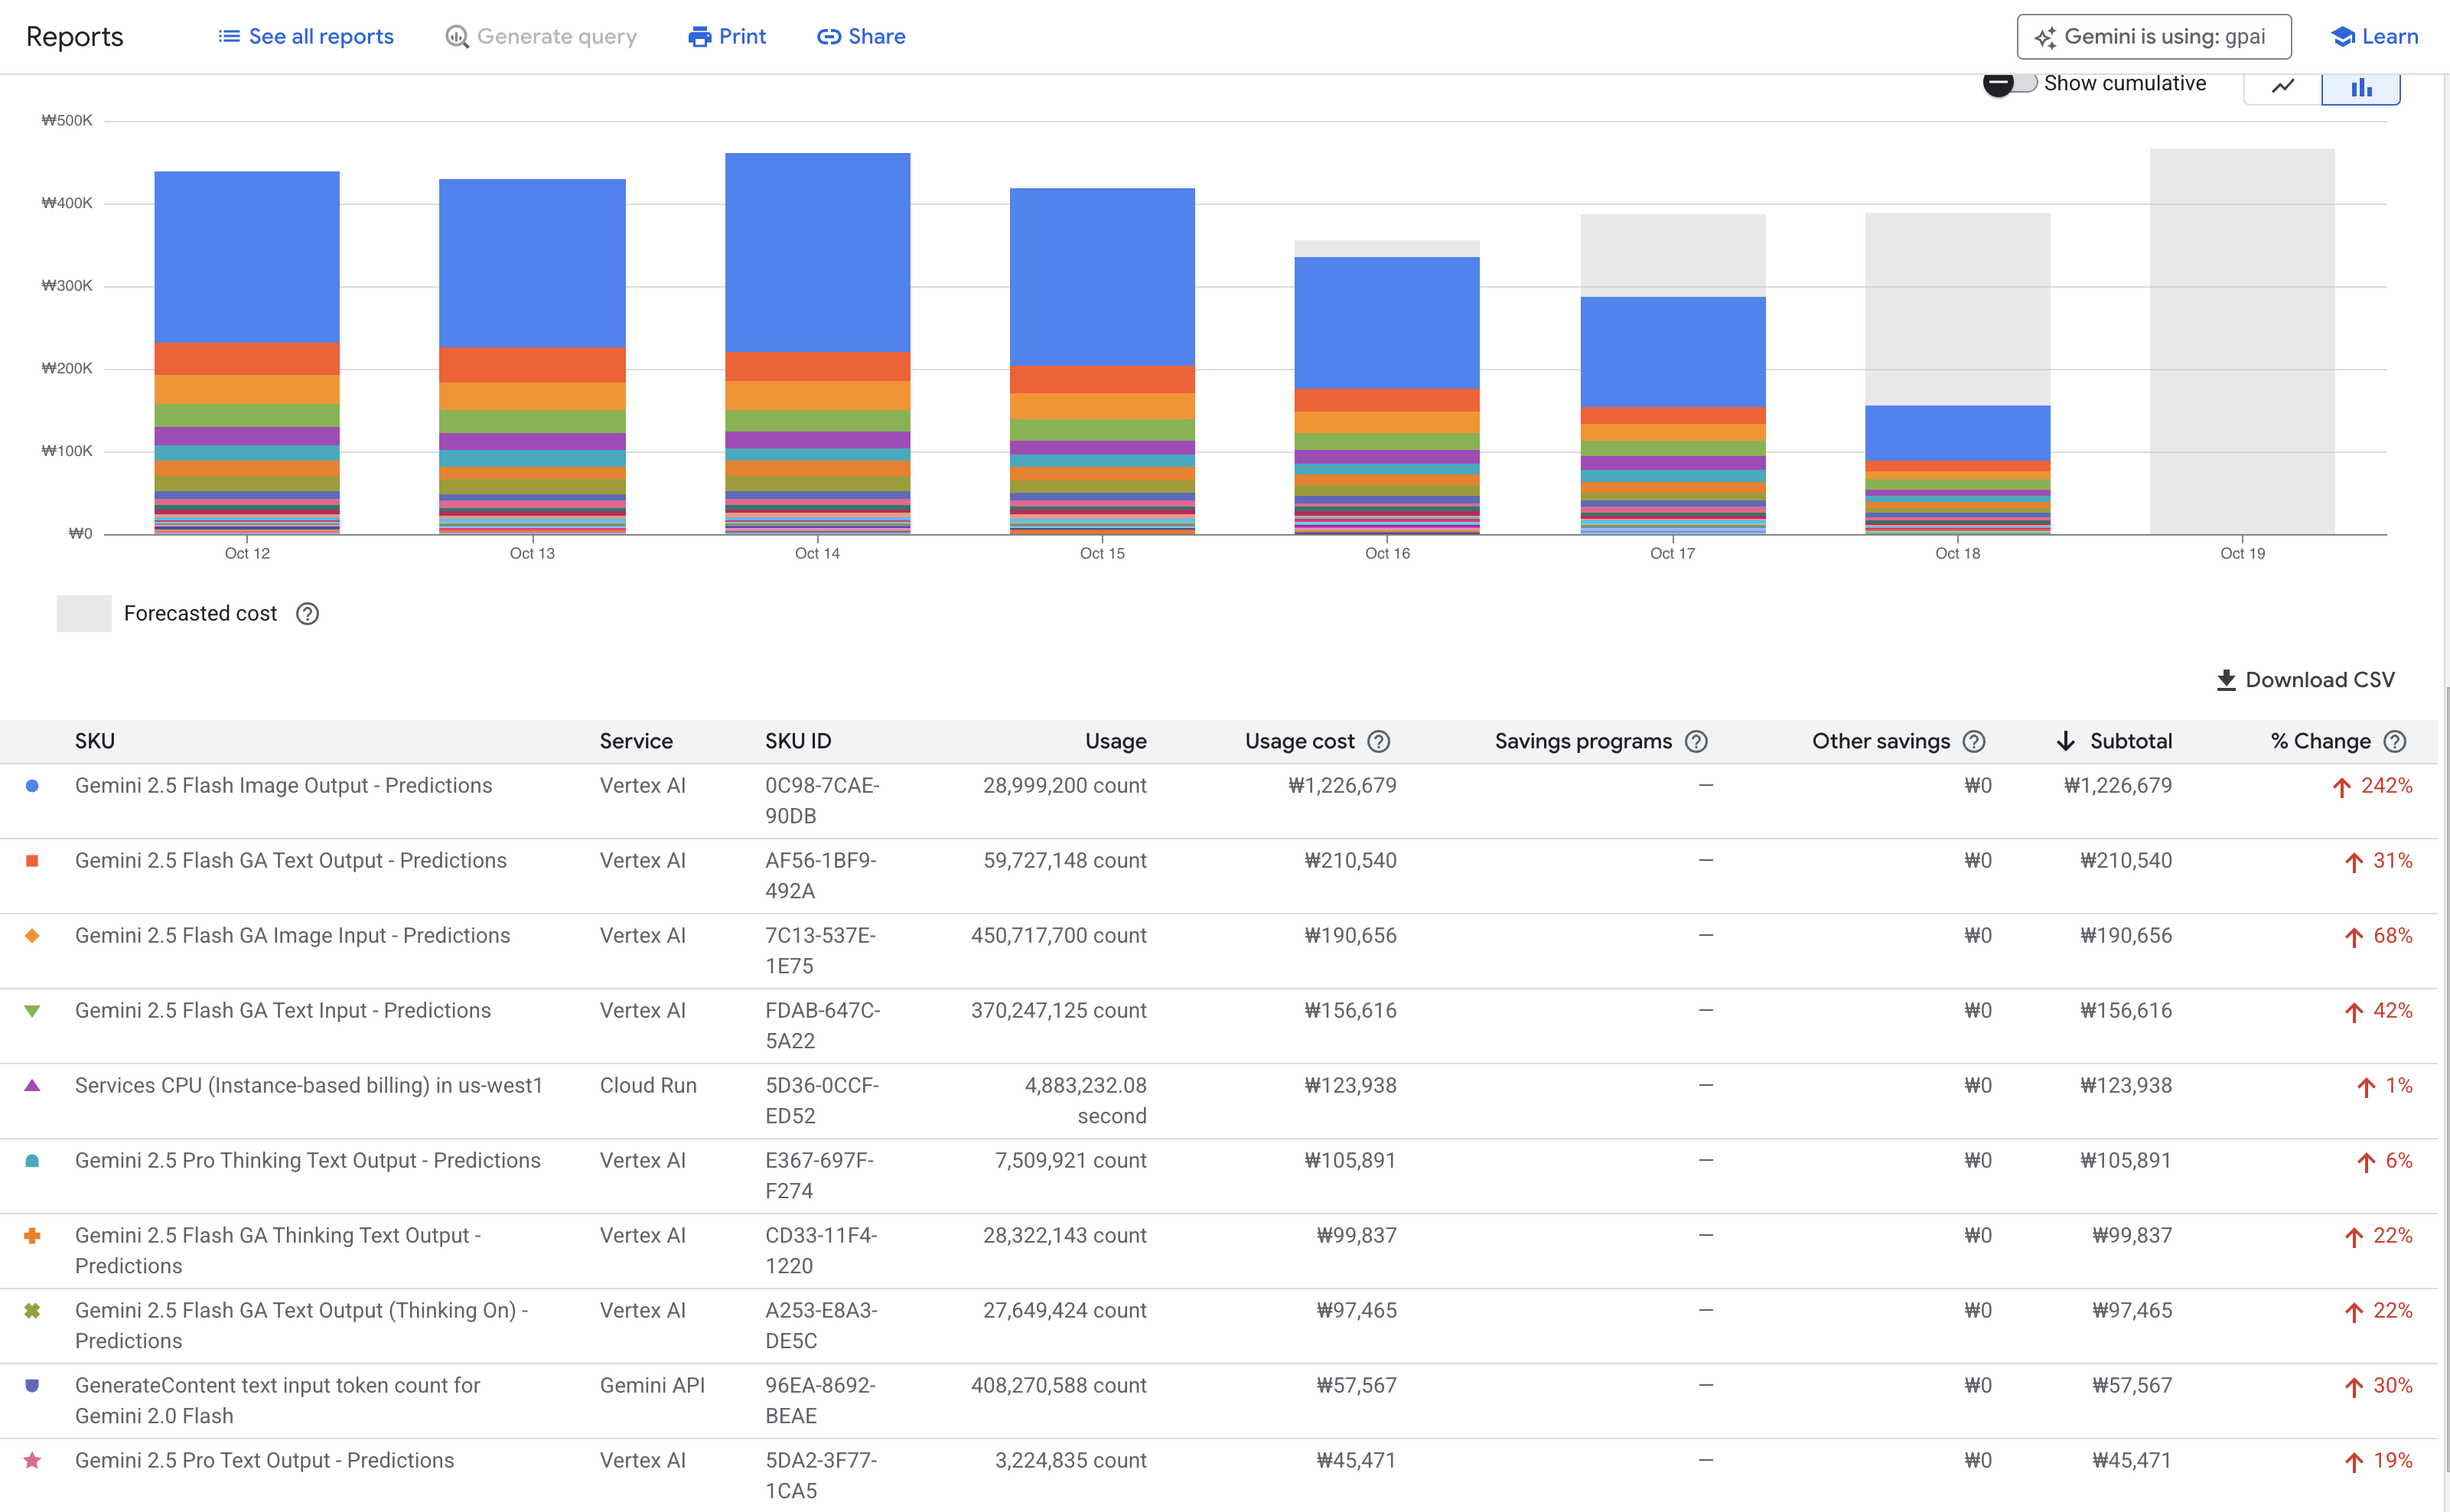 Reports
See all reports
Generate query
Print
Share
Gemini is using: gpai
Learn
Show cumulative
₩500K
₩400K
₩300K
₩200K
₩100K
₩0
Oct 12
Oct 13
Oct 14
Oct 15
Oct 16
Oct 17
Oct 18
Oct 19
Forecasted cost
Download CSV
SKU Service SKU ID Usage Usage cost Savings programs Other savings Subtotal % Change
Gemini 2.5 Flash Image Output - Predictions Vertex AI 0C98-7CAE- 28,999,200 count ₩1,226,679 — ₩0 ₩1,226,679 242%
90DB
Gemini 2.5 Flash GA Text Output - Predictions Vertex AI AF56-1BF9- 59,727,148 count ₩210,540 — ₩0 ₩210,540 31%
492A
Gemini 2.5 Flash GA Image Input - Predictions Vertex AI 7C13-537E- 450,717,700 count ₩190,656 — ₩0 ₩190,656 68%
1E75
Gemini 2.5 Flash GA Text Input - Predictions Vertex AI FDAB-647C- 370,247,125 count ₩156,616 — ₩0 ₩156,616 42%
5A22
Services CPU (Instance-based billing) in us-west1 Cloud Run 5D36-0CCF- 4,883,232.08 ₩123,938 — ₩0 ₩123,938 1%
ED52 second
Gemini 2.5 Pro Thinking Text Output - Predictions Vertex AI E367-697F- 7,509,921 count ₩105,891 — ₩0 ₩105,891 6%
F274
Gemini 2.5 Flash GA Thinking Text Output - Vertex AI CD33-11F4- 28,322,143 count ₩99,837 — ₩0 ₩99,837 22%
Predictions 1220
Gemini 2.5 Flash GA Text Output (Thinking On) - Vertex AI A253-E8A3- 27,649,424 count ₩97,465 — ₩0 ₩97,465 22%
Predictions DE5C
GenerateContent text input token count for Gemini API 96EA-8692- 408,270,588 count ₩57,567 — ₩0 ₩57,567 30%
Gemini 2.0 Flash BEAE
Gemini 2.5 Pro Text Output - Predictions Vertex AI 5DA2-3F77- 3,224,835 count ₩45,471 — ₩0 ₩45,471 19%
1CA5